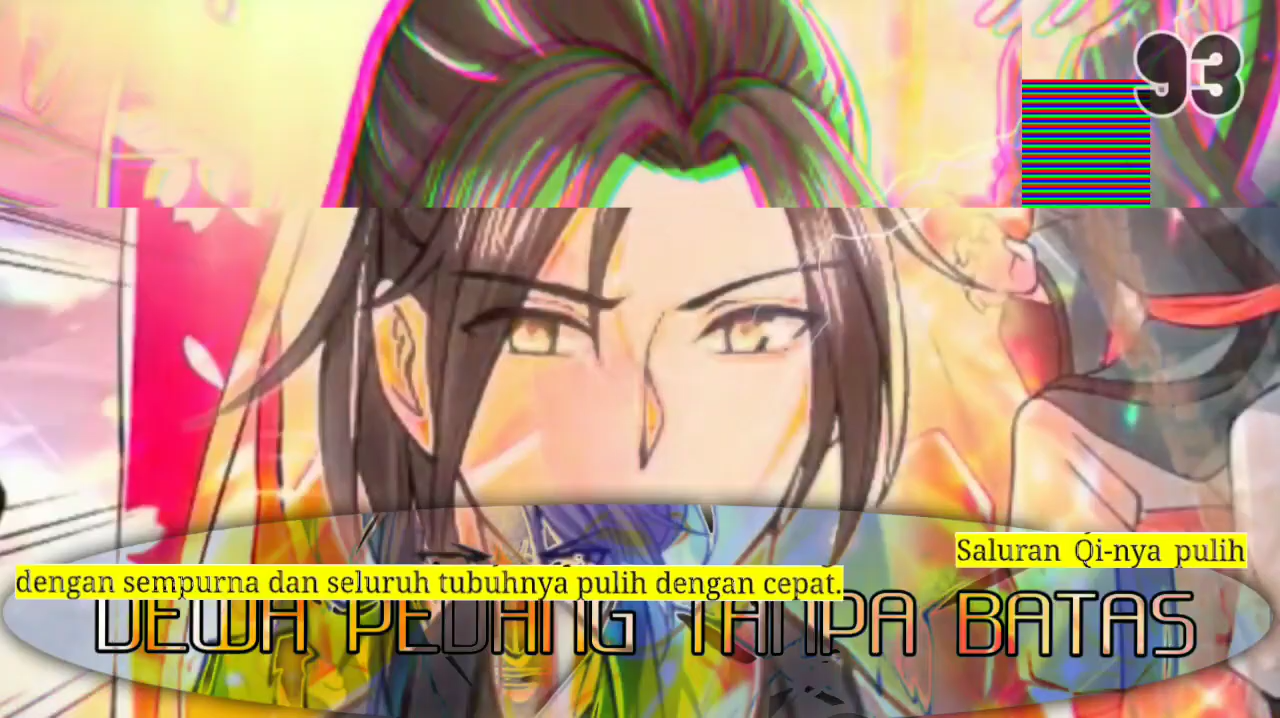 93
Saluran Qi-nya pulih
dengan sempurna dan seluruh tubuhnya pulih dengan cepat.
DEWA PEDANG TANPA BATAS